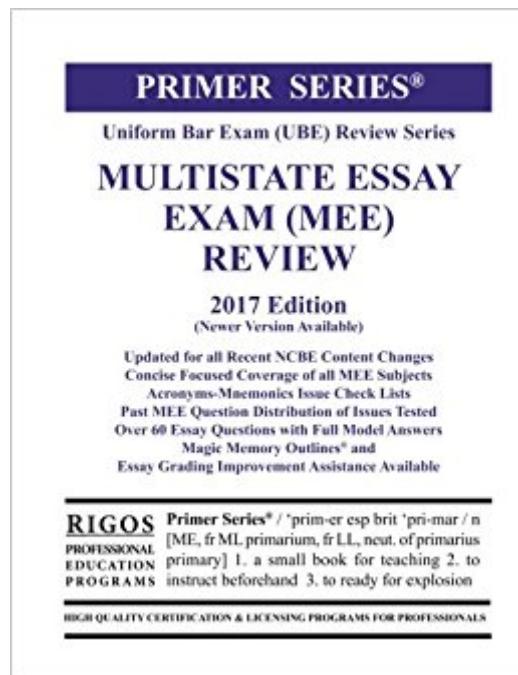 PRIMER SERIES®
Uniform Bar Exam (UBE) Review Series
MULTISTATE ESSAY
EXAM (MEE)
REVIEW
2017 Edition
(Newer Version Available)
Updated for all Recent NCBE Content Changes
Concise Focused Coverage of all MEE Subjects
Acronyms-Mnemonics Issue Check Lists
Past MEE Question Distribution of Issues Tested
Over 60 Essay Questions with Full Model Answers
Magic Memory Outlines® and
Essay Grading Improvement Assistance Available
RIGOS
PROFESSIONAL
EDUCATION
PROGRAMS
Primer Series® / 'prim-er esp brit 'pri-mar / n
[ME, fr ML primarium, fr LL, neut. of primarius
primary] 1. a small book for teaching 2. to
instruct beforehand 3. to ready for explosion
HIGH QUALITY CERTIFICATION & LICENSING PROGRAMS FOR PROFESSIONALS